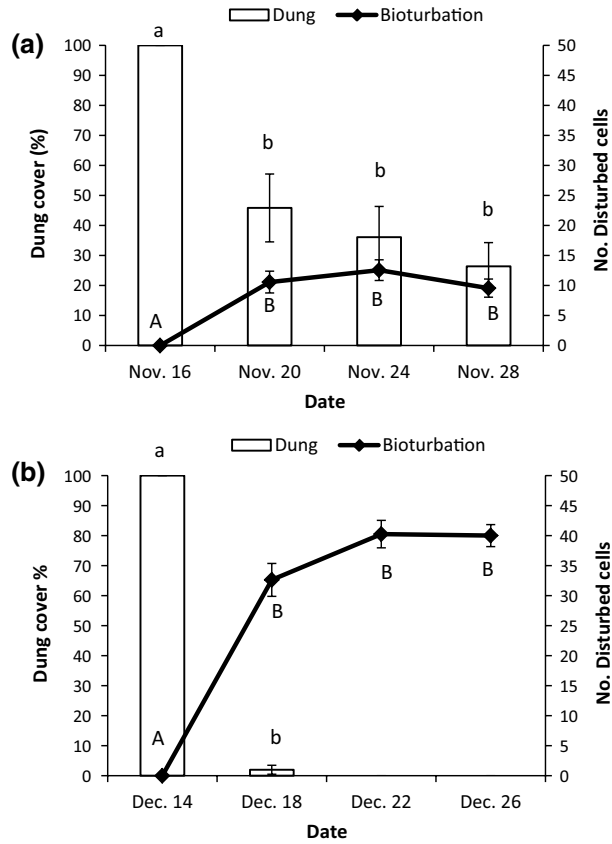 Dung Bioturbation
(a)
a
100 50
90 45
80 40
70 35
60 30
50 25
40 20
30 15
20 10
10 5
0 0
b b b
A B B B
Dung cover (%)
No. Disturbed cells
Nov. 16 Nov. 20 Nov. 24 Nov. 28
Date
Dung Bioturbation
(b)
a
100 50
90 45
80 40
70 35
60 30
50 25
40 20
30 15
20 10
10 5
0 0
B B B
A b
Dung cover %
No. Disturbed cells
Dec. 14 Dec. 18 Dec. 22 Dec. 26
Date